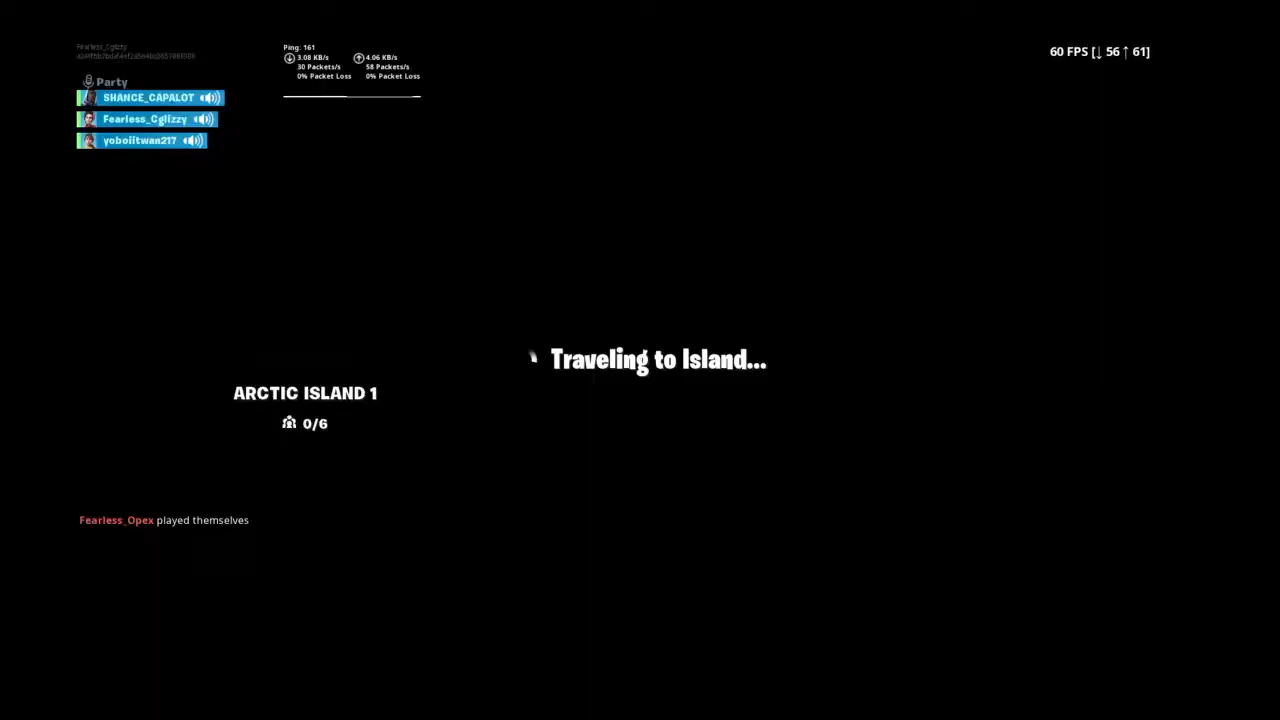 Fearless_Cglizzy
Party
SHANCE_CAPALOT
Fearless_Cglizzy
yoboiitwan217
Ping: 161
3.08 KB/s 4.06 KB/s
30 Packets/s 58 Packets/s
0% Packet Loss 0% Packet Loss
60 FPS [↓ 56 ↑ 61]
Traveling to Island...
ARCTIC ISLAND 1
0/6
Fearless_Opex played themselves